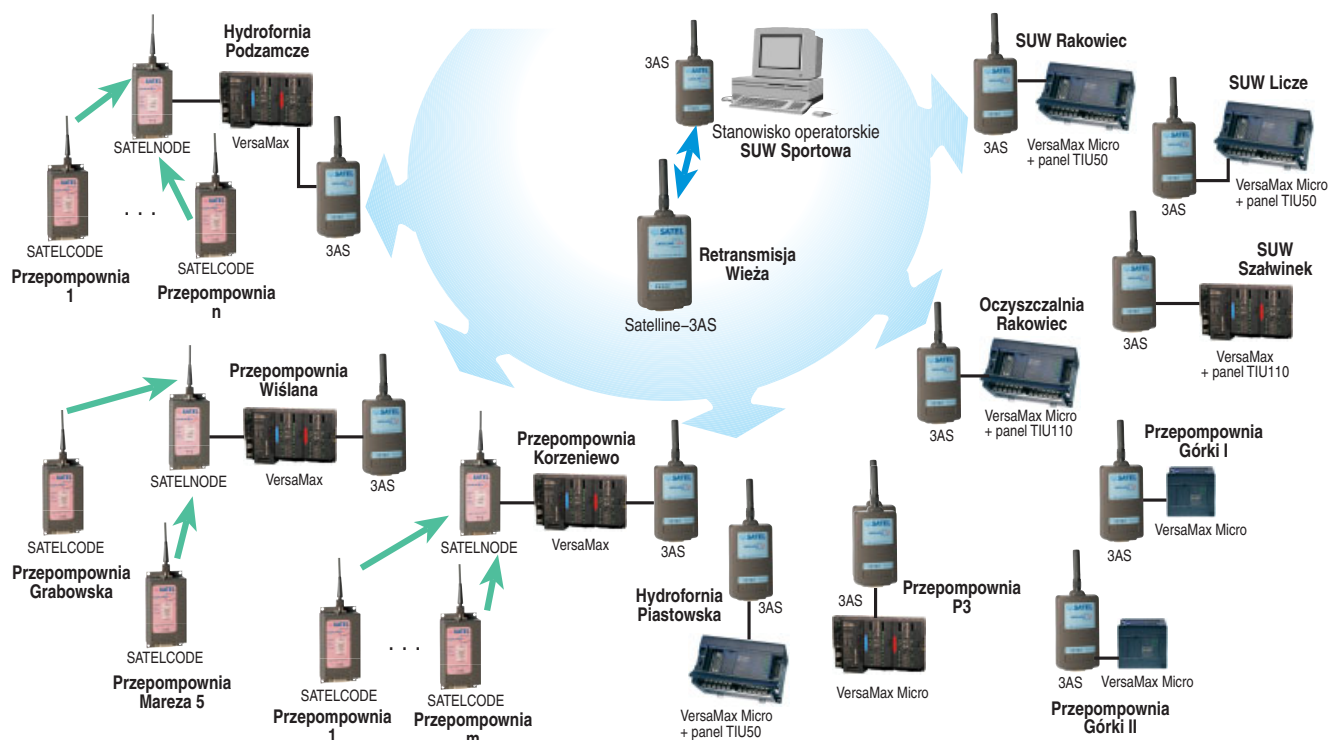 Hydrofornia
Podzamcze
SATEL
SATELNODE
VersaMax
3AS
SATELCODE
Przepompownia
1
. . .
SATELCODE
Przepompownia
n
3AS
Stanowisko operatorskie
SUW Sportowa
SATEL
Retransmisja
Wieża
Satelline–3AS
SUW Rakowiec
3AS
VersaMax Micro
+ panel TIU50
SUW Licze
3AS
VersaMax Micro
+ panel TIU50
SUW
Szałwinek
3AS
VersaMax
+ panel TIU110
Oczyszczalnia
Rakowiec
3AS
VersaMax Micro
+ panel TIU110
Przepompownia
Wiślana
SATELNODE
VersaMax
3AS
SATELCODE
Przepompownia
Grabowska
SATELCODE
Przepompownia
Mareza 5
Przepompownia
Korzeniewo
SATELNODE
VersaMax
3AS
SATELCODE
Przepompownia
1
. . .
SATELCODE
Przepompownia
m
Hydrofornia
Piastowska
3AS
VersaMax Micro
+ panel TIU50
3AS
Przepompownia
P3
VersaMax Micro
Przepompownia
Górki I
3AS
VersaMax Micro
3AS
VersaMax Micro
Przepompownia
Górki II